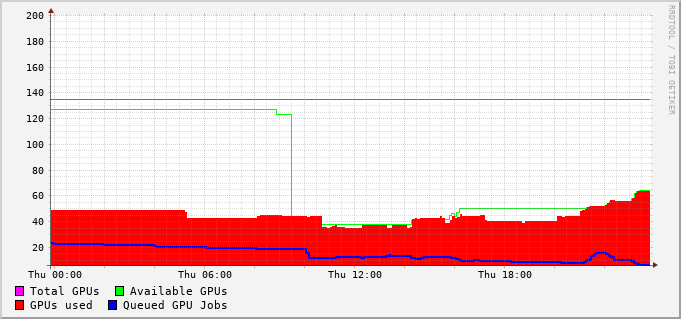 200
180
160
140
120
100
80
60
40
20
Thu 00:00 Thu 06:00 Thu 12:00 Thu 18:00
Total GPUs Available GPUs
GPUs used Queued GPU Jobs
RRDTOOL / TOBI OETIKER